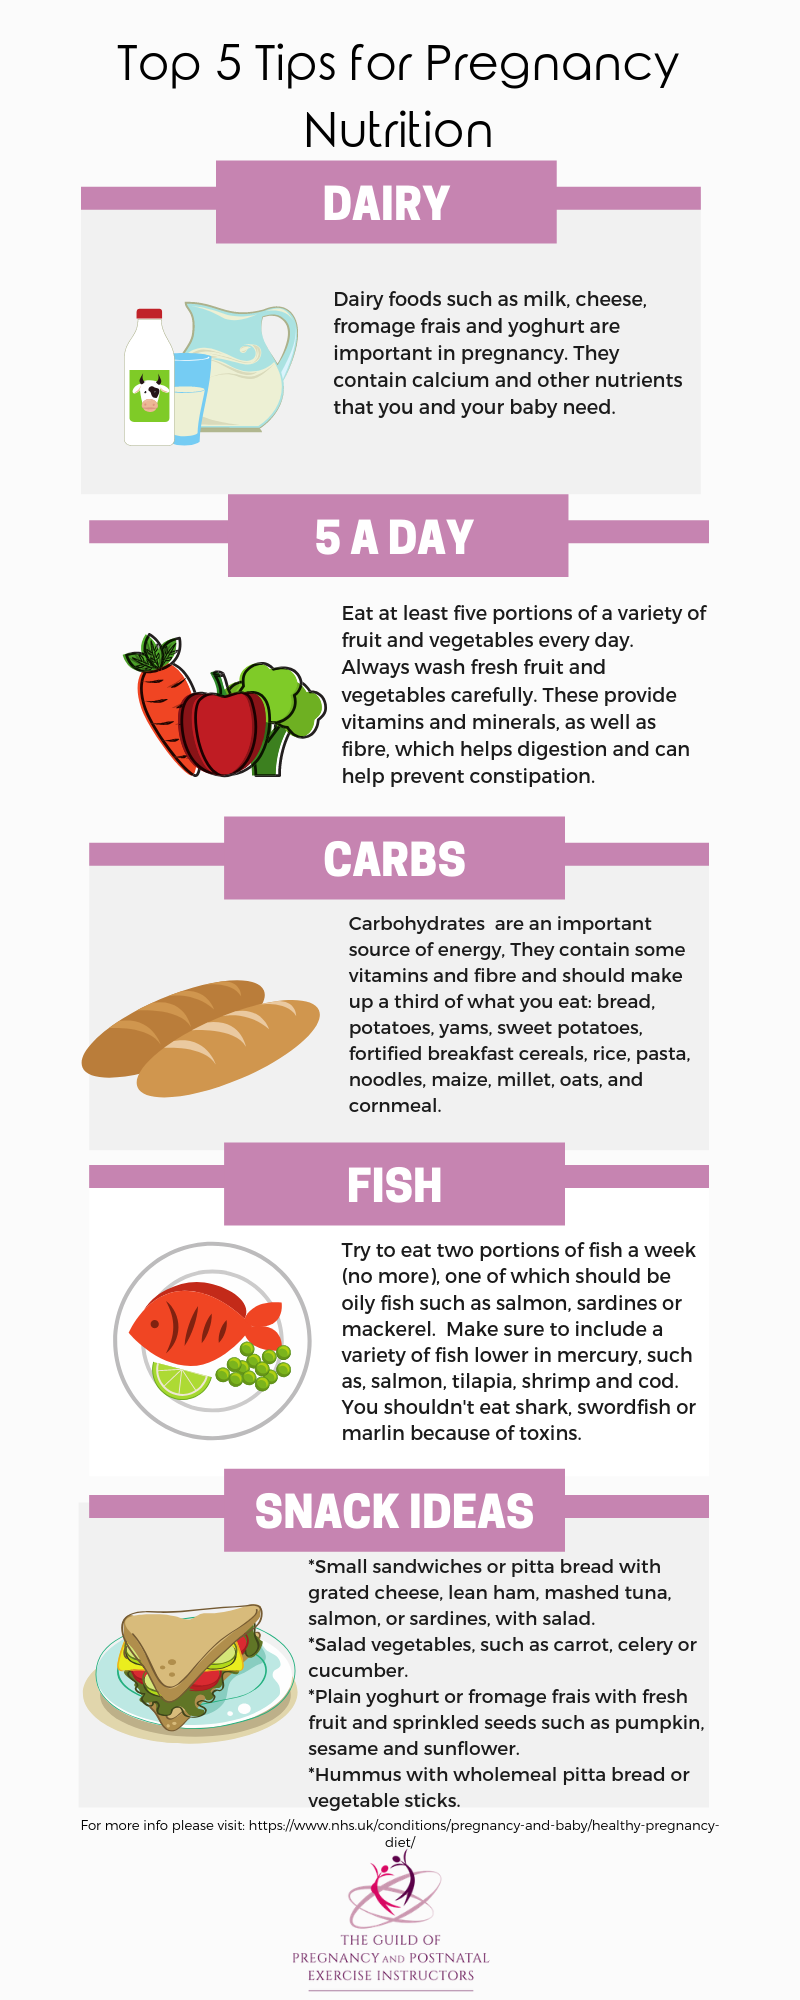 Top 5 Tips for Pregnancy
Nutrition
DAIRY
Dairy foods such as milk, cheese,
fromage frais and yoghurt are
important in pregnancy. They
contain calcium and other nutrients
that you and your baby need.
5 A DAY
Eat at least five portions of a variety of
fruit and vegetables every day.
Always wash fresh fruit and
vegetables carefully. These provide
vitamins and minerals, as well as
fibre, which helps digestion and can
help prevent constipation.
CARBS
Carbohydrates  are an important
source of energy, They contain some
vitamins and fibre and should make
up a third of what you eat: bread,
potatoes, yams, sweet potatoes,
fortified breakfast cereals, rice, pasta,
noodles, maize, millet, oats, and
cornmeal.
FISH
Try to eat two portions of fish a week
(no more), one of which should be
oily fish such as salmon, sardines or
mackerel.  Make sure to include a
variety of fish lower in mercury, such
as, salmon, tilapia, shrimp and cod.
You shouldn't eat shark, swordfish or
marlin because of toxins.
SNACK IDEAS
*Small sandwiches or pitta bread with
grated cheese, lean ham, mashed tuna,
salmon, or sardines, with salad.
*Salad vegetables, such as carrot, celery or
cucumber.
*Plain yoghurt or fromage frais with fresh
fruit and sprinkled seeds such as pumpkin,
sesame and sunflower.
*Hummus with wholemeal pitta bread or
vegetable sticks.
For more info please visit: https://www.nhs.uk/conditions/pregnancy-and-baby/healthy-pregnancy-
diet/
THE GUILD OF
PREGNANCY AND POSTNATAL
EXERCISE INSTRUCTORS